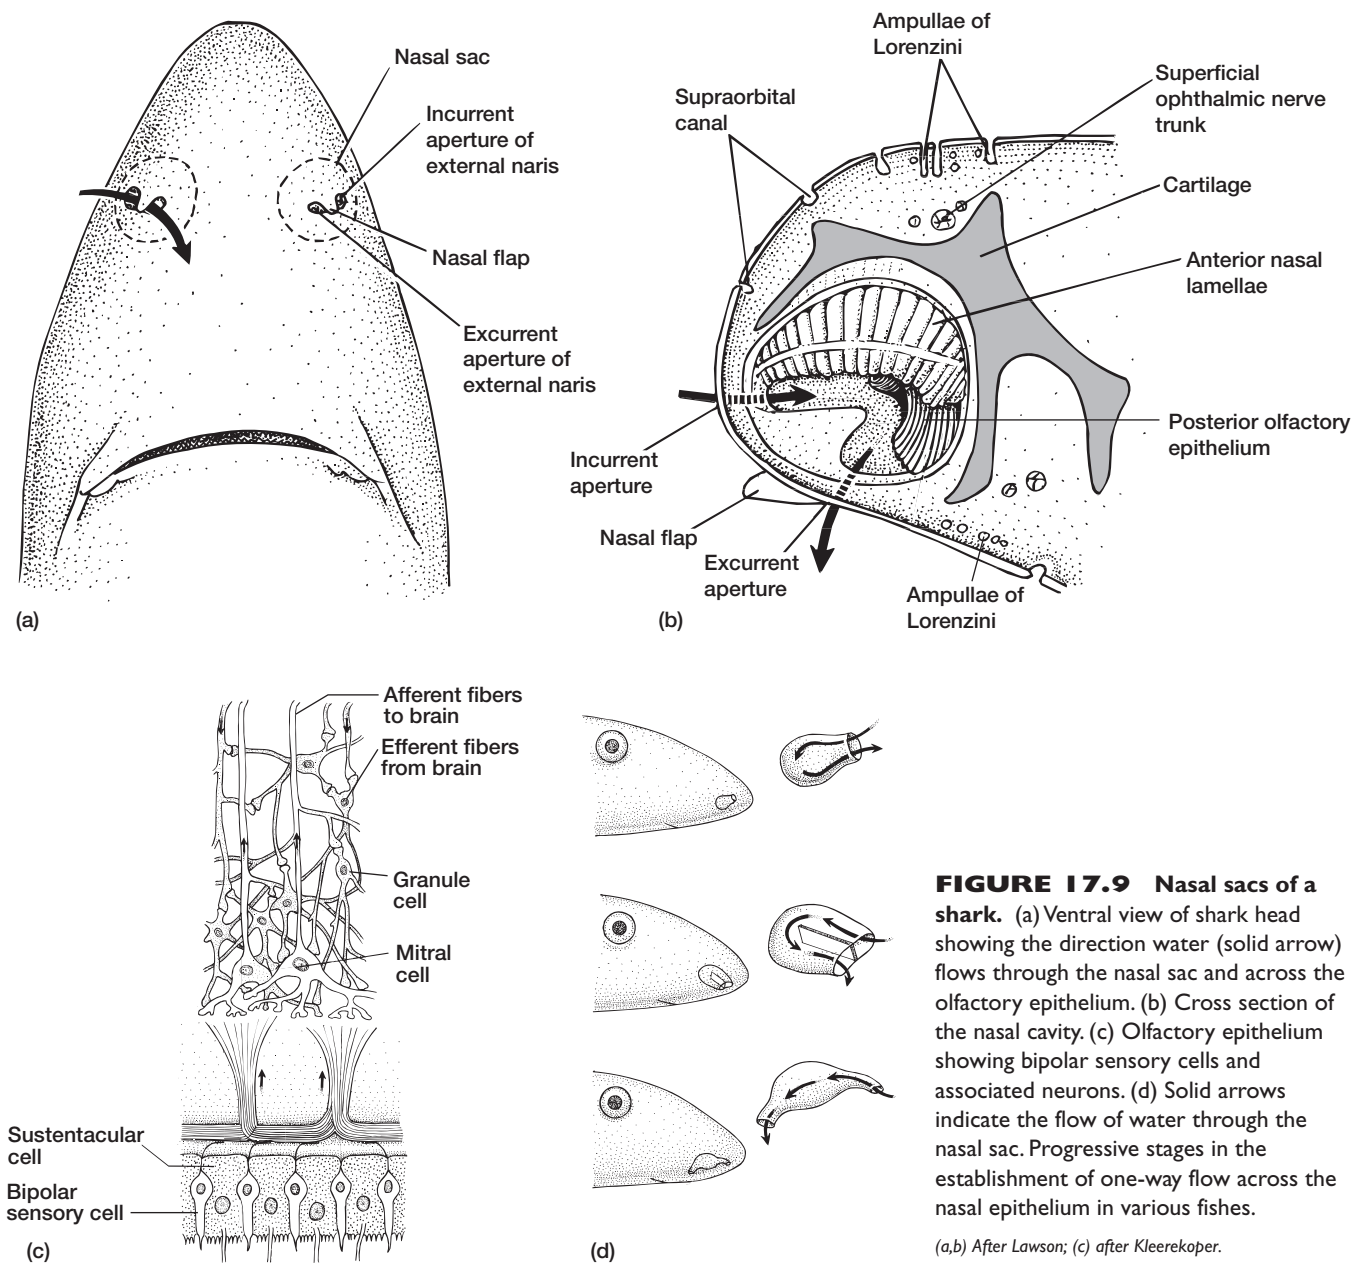 Nasal sac
Incurrent
aperture of
external naris
Nasal flap
Excurrent
aperture of
external naris
(a)
Ampullae of
Lorenzini
Supraorbital
canal
Superficial
ophthalmic nerve
trunk
Cartilage
Anterior nasal
lamellae
Posterior olfactory
epithelium
Incurrent
aperture
Nasal flap
Excurrent
aperture
Ampullae of
Lorenzini
(b)
Afferent fibers
to brain
Efferent fibers
from brain
Granule
cell
Mitral
cell
Sustentacular
cell
Bipolar
sensory cell
(c)
(d)
FIGURE 17.9 Nasal sacs of a
shark. (a) Ventral view of shark head
showing the direction water (solid arrow)
flows through the nasal sac and across the
olfactory epithelium. (b) Cross section of
the nasal cavity. (c) Olfactory epithelium
showing bipolar sensory cells and
associated neurons. (d) Solid arrows
indicate the flow of water through the
nasal sac. Progressive stages in the
establishment of one-way flow across the
nasal epithelium in various fishes.
(a,b) After Lawson; (c) after Kleerekoper.